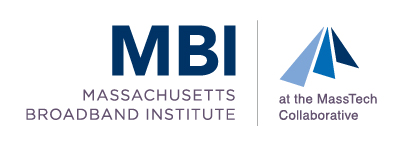 MBI
MASSACHUSETTS
BROADBAND INSTITUTE
at the MassTech
Collaborative